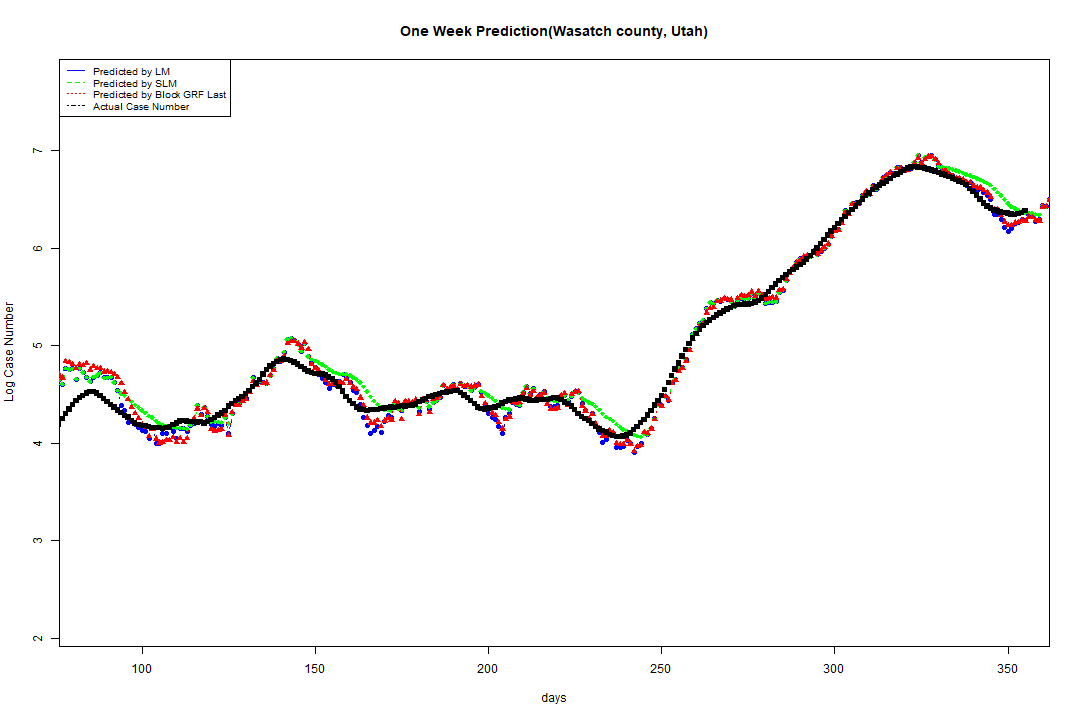 One Week Prediction(Wasatch county, Utah)
Predicted by LM
Predicted by SLM
Predicted by Block GRF Last
Actual Case Number
7
6
5
4
3
2
Log Case Number
100 150 200 250 300 350
days